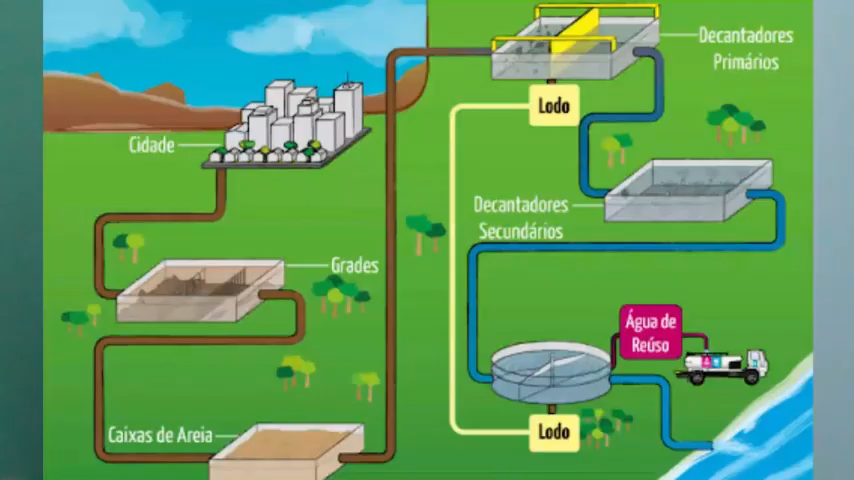 Decantadores
Primários
Lodo
Cidade
Decantadores
Secundários
Grades
Água de
Reúso
Caixas de Areia
Lodo